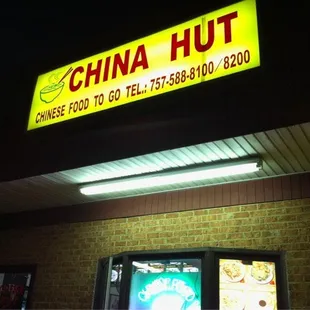 CHINA HUT
CHINESE FOOD TO GO TEL.: 757-588-8100/8200